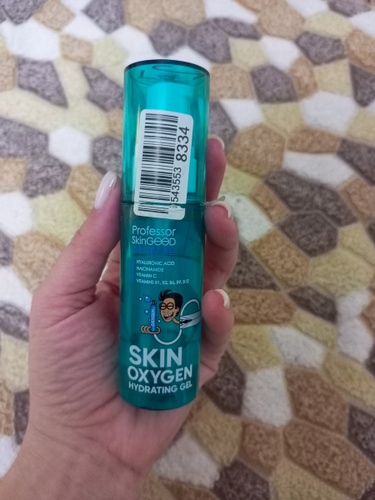 8334
543553
Professor
SkinGOOD
HYALURONIC ACID
NIACINAMIDE
VITAMIN C
SKIN
OXYGEN
HYDRATING GEL